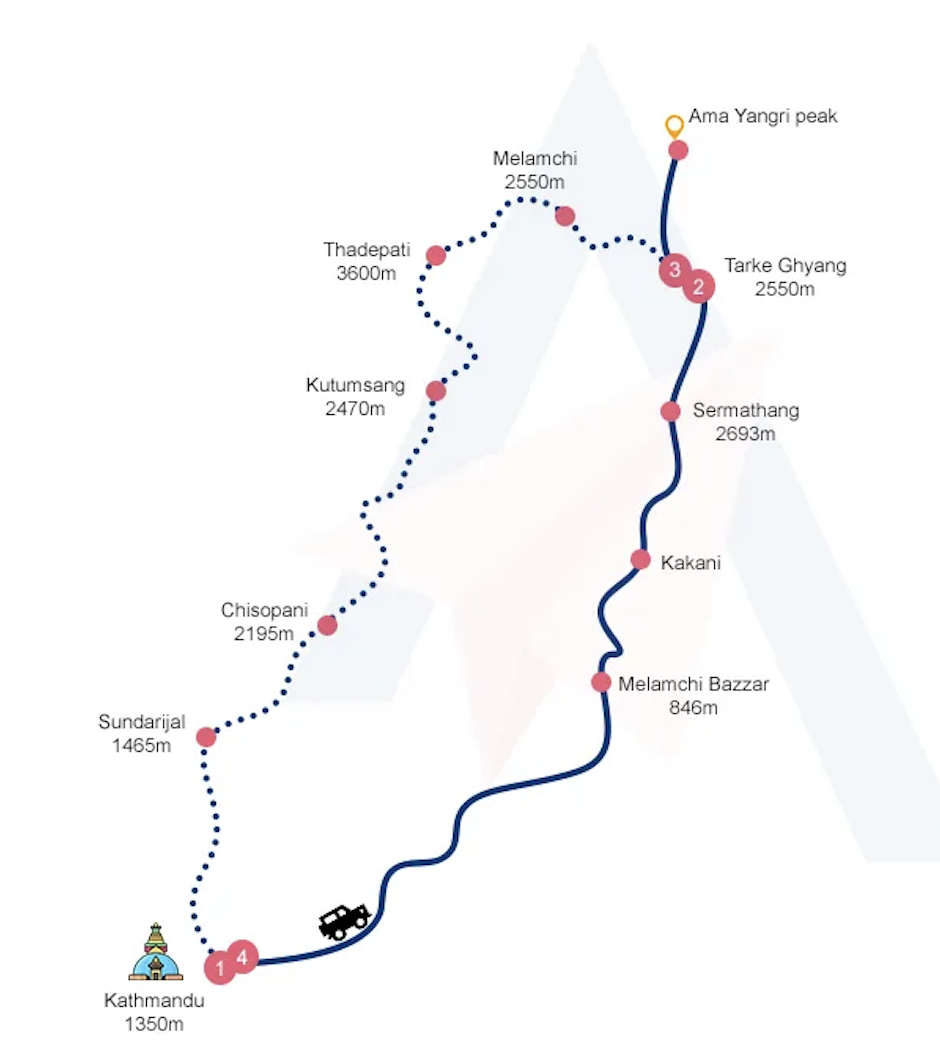 Ama Yangri peak
Melamchi
2550m
Thadepati
3600m
3
2
Tarke Ghyang
2550m
Kutumsang
2470m
Sermathang
2693m
Kakani
Chisopani
2195m
Melamchi Bazzar
846m
Sundarijal
1465m
1
4
Kathmandu
1350m